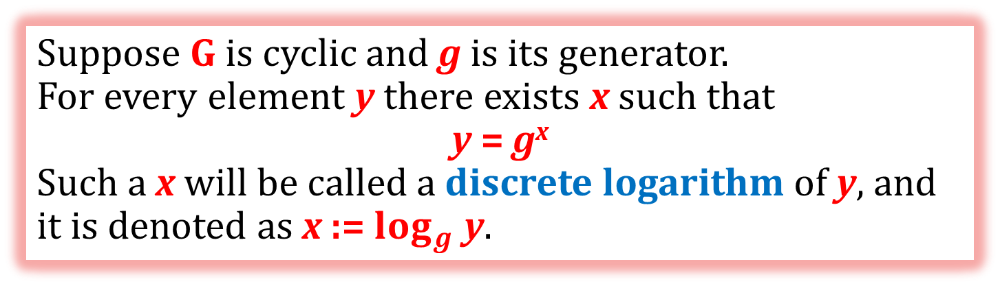 Suppose G is cyclic and g is its generator.
For every element y there exists x such that
y = gˣ
Such a x will be called a discrete logarithm of y, and
it is denoted as x := log_g y.